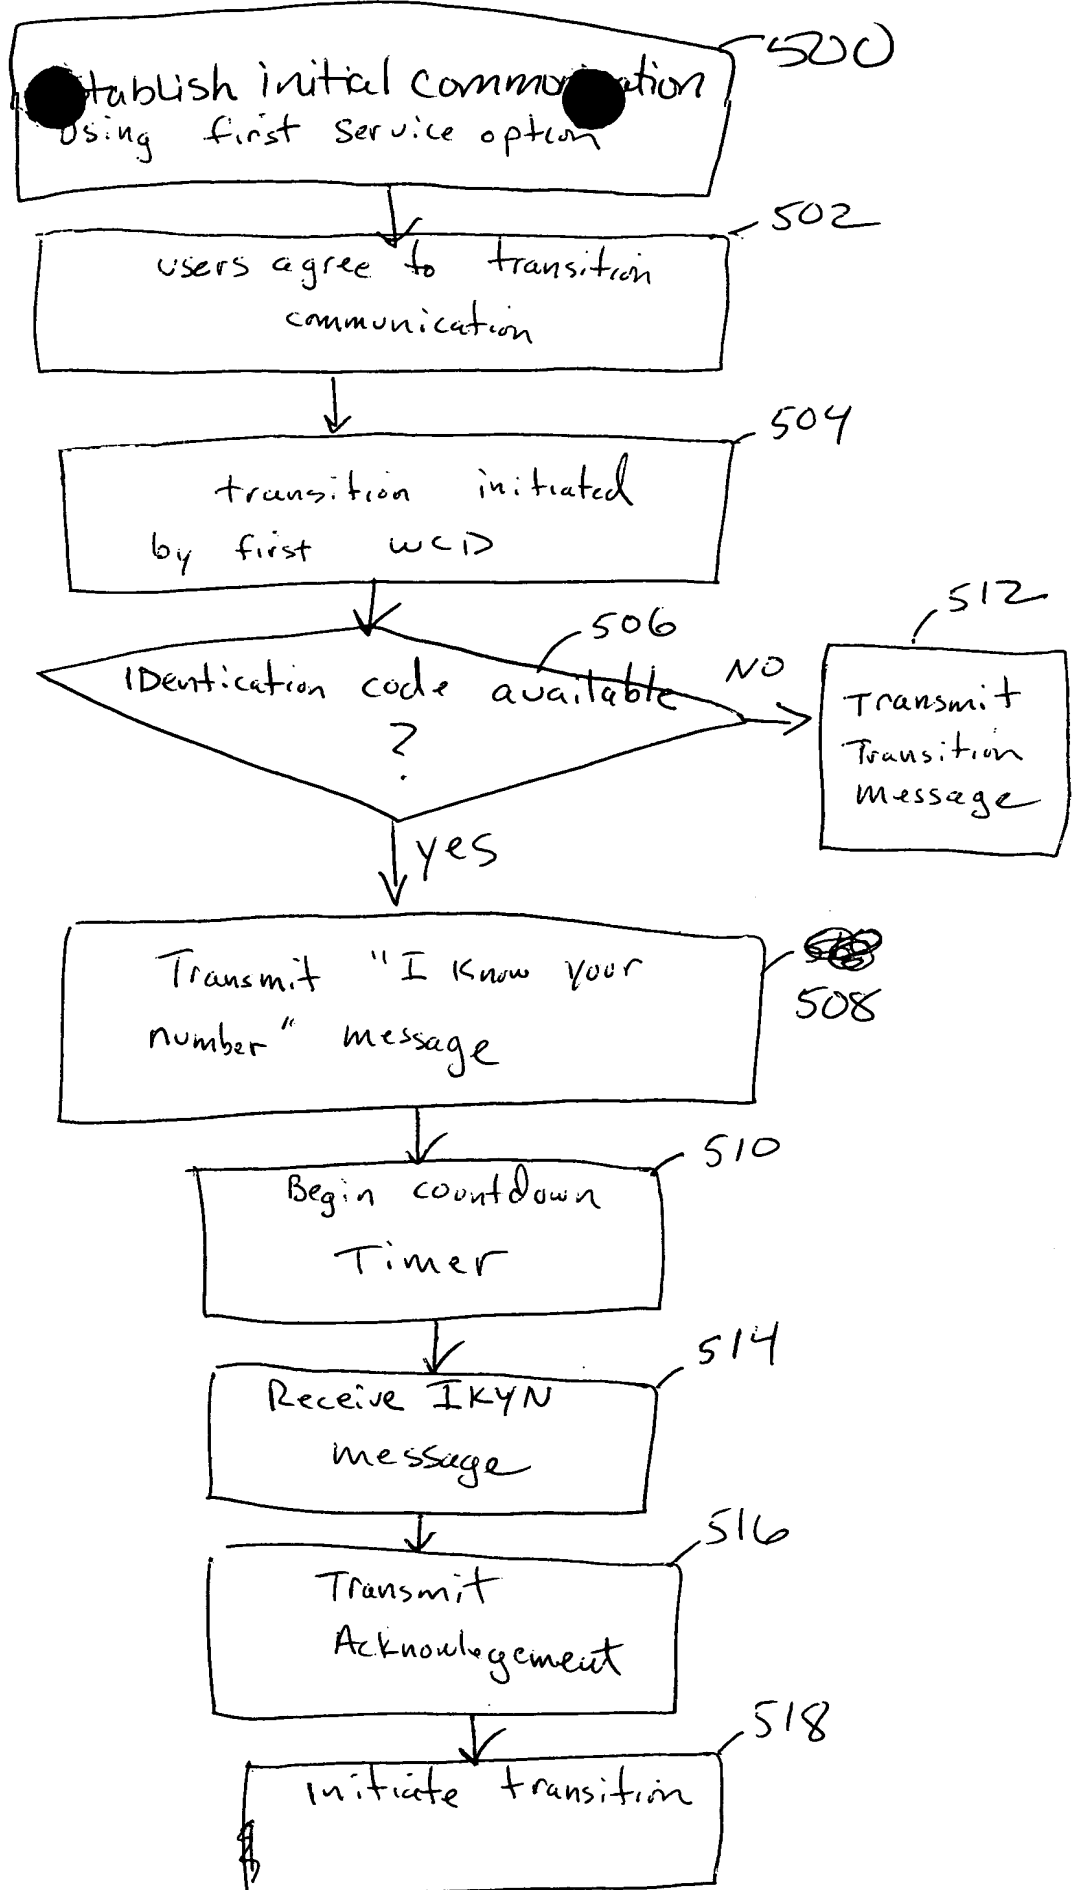 500
tablish initial communication
Using first service option
502
users agree to transition
communication
504
transition initiated
by first WCD
506
IDentication code available
?
NO
512
Transmit
Transition
Message
yes
Transmit "I Know your
number" message
508
510
Begin countdown
Timer
514
Receive IKYN
message
516
Transmit
Acknowlegement
518
Initiate transition